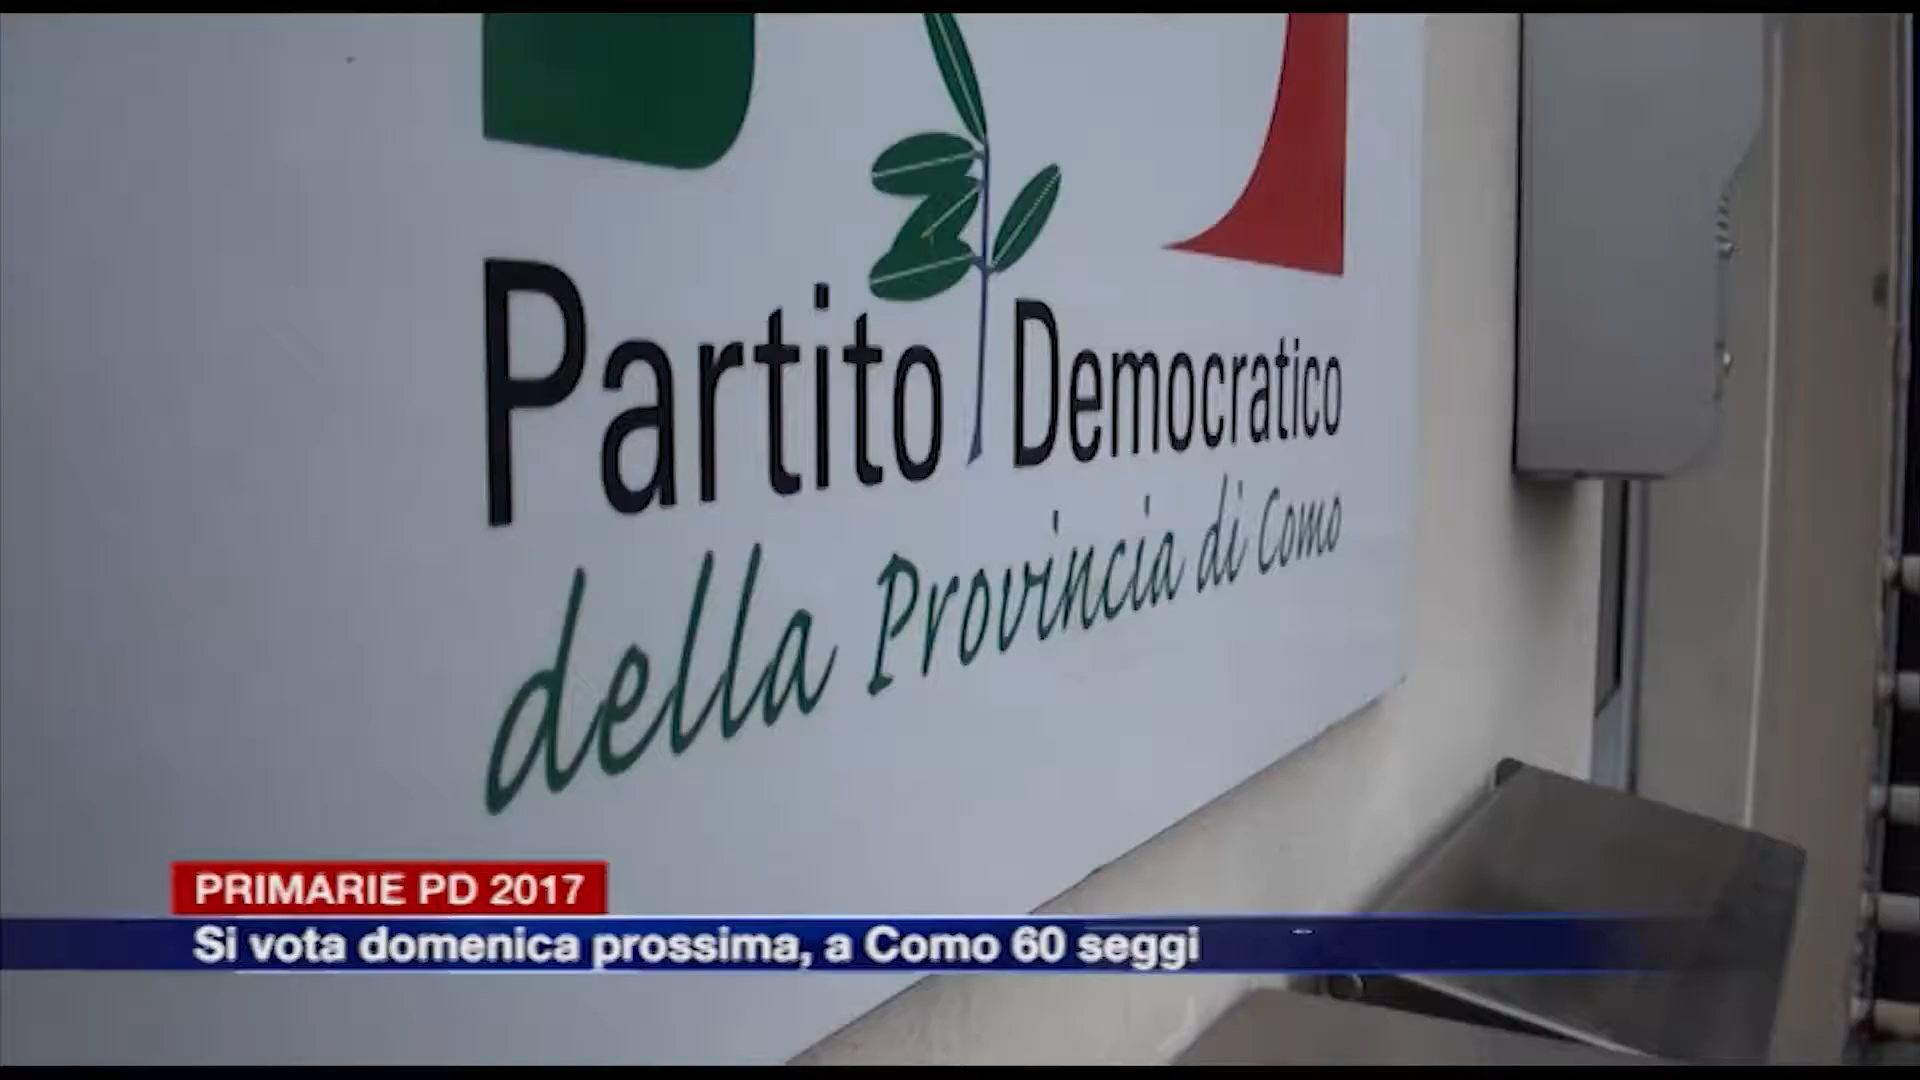 Partito Democratico
della Provincia di Como
PRIMARIE PD 2017
Si vota domenica prossima, a Como 60 seggi